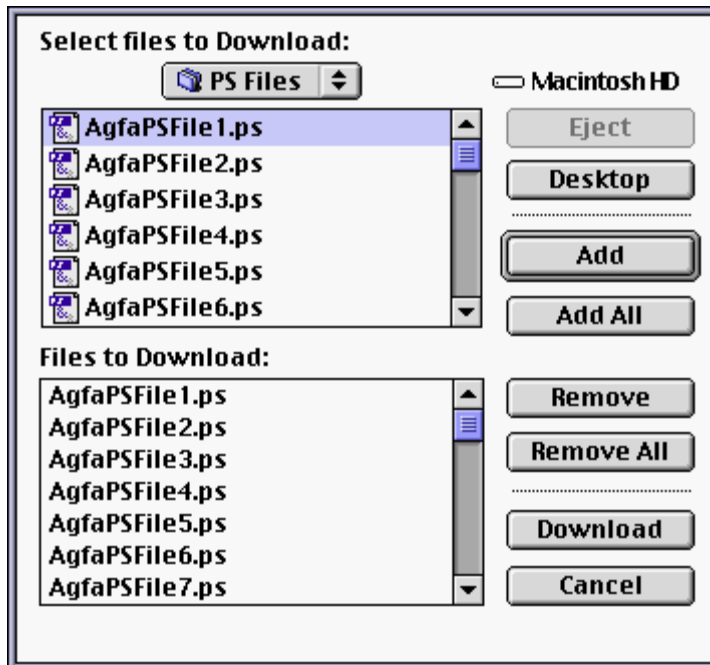 Select files to Download:
PS Files
Macintosh HD
AgfaPSFile1.ps
AgfaPSFile2.ps
AgfaPSFile3.ps
AgfaPSFile4.ps
AgfaPSFile5.ps
AgfaPSFile6.ps
Eject
Desktop
Add
Add All
Files to Download:
AgfaPSFile1.ps
AgfaPSFile2.ps
AgfaPSFile3.ps
AgfaPSFile4.ps
AgfaPSFile5.ps
AgfaPSFile6.ps
AgfaPSFile7.ps
Remove
Remove All
Download
Cancel